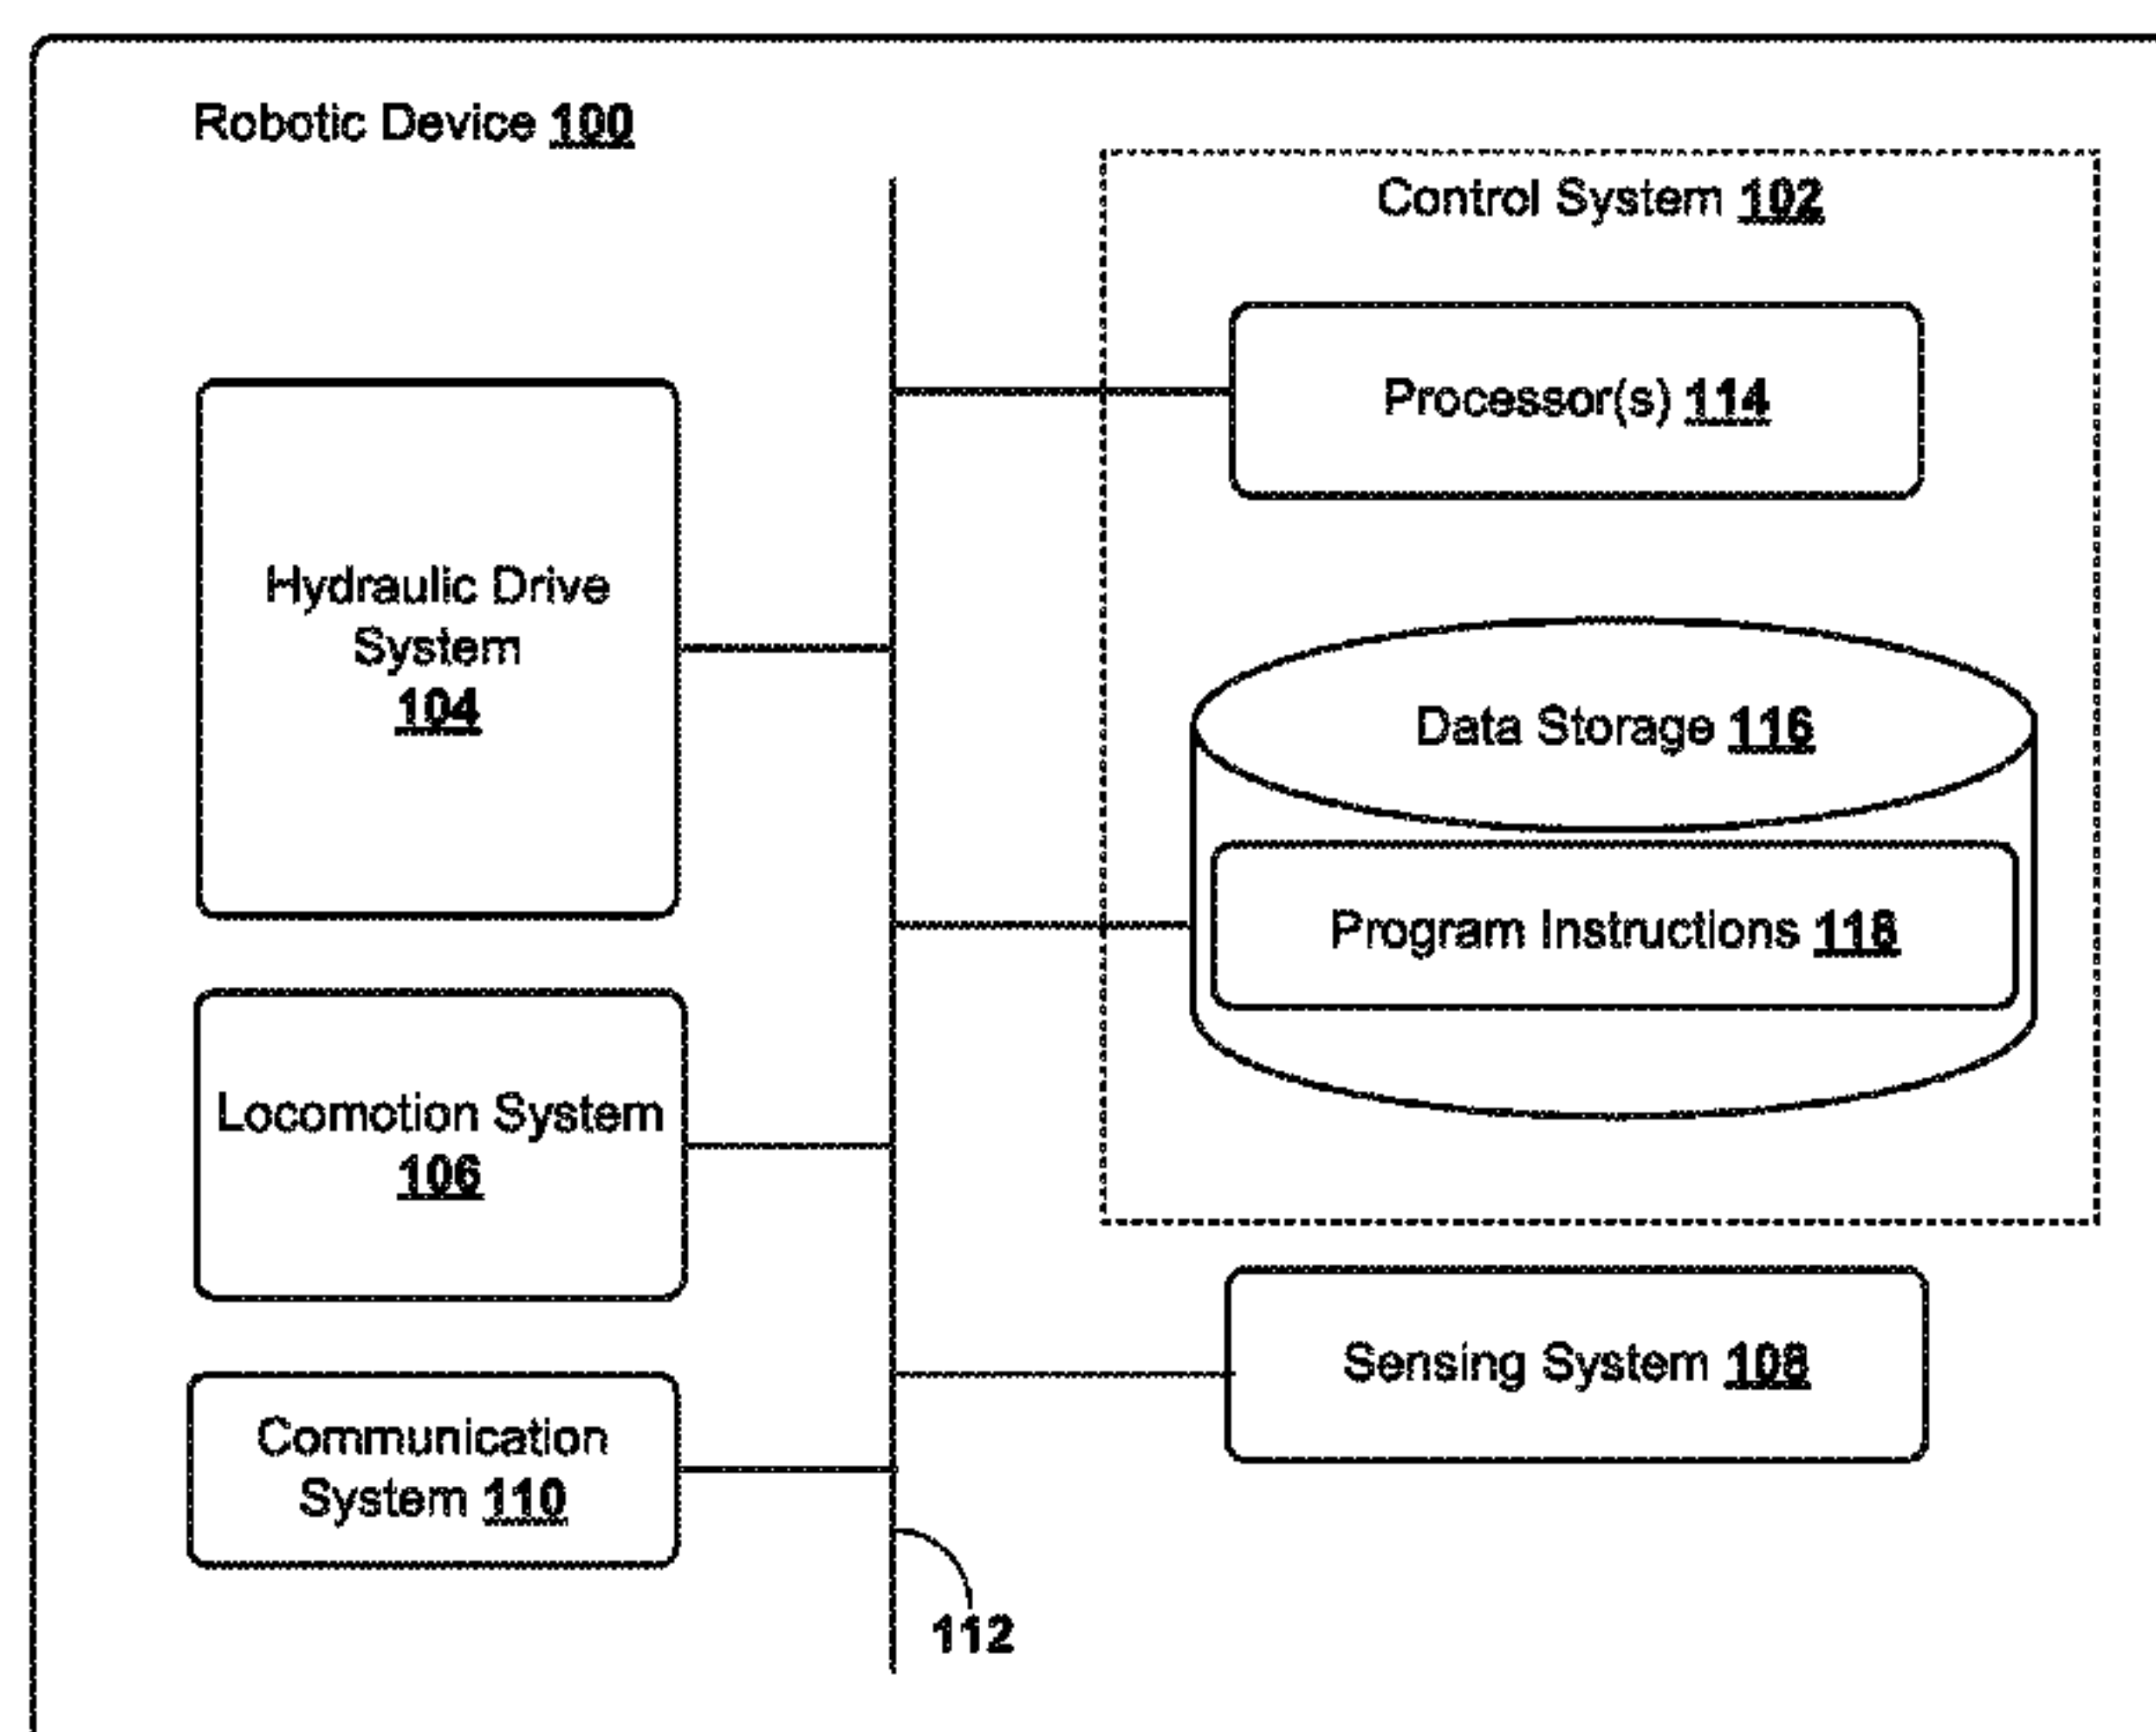 Robotic Device 100
Control System 102
Processor(s) 114
Hydraulic Drive
System
104
Data Storage 116
Program Instructions 118
Locomotion System
106
Sensing System 108
Communication
System 110
112